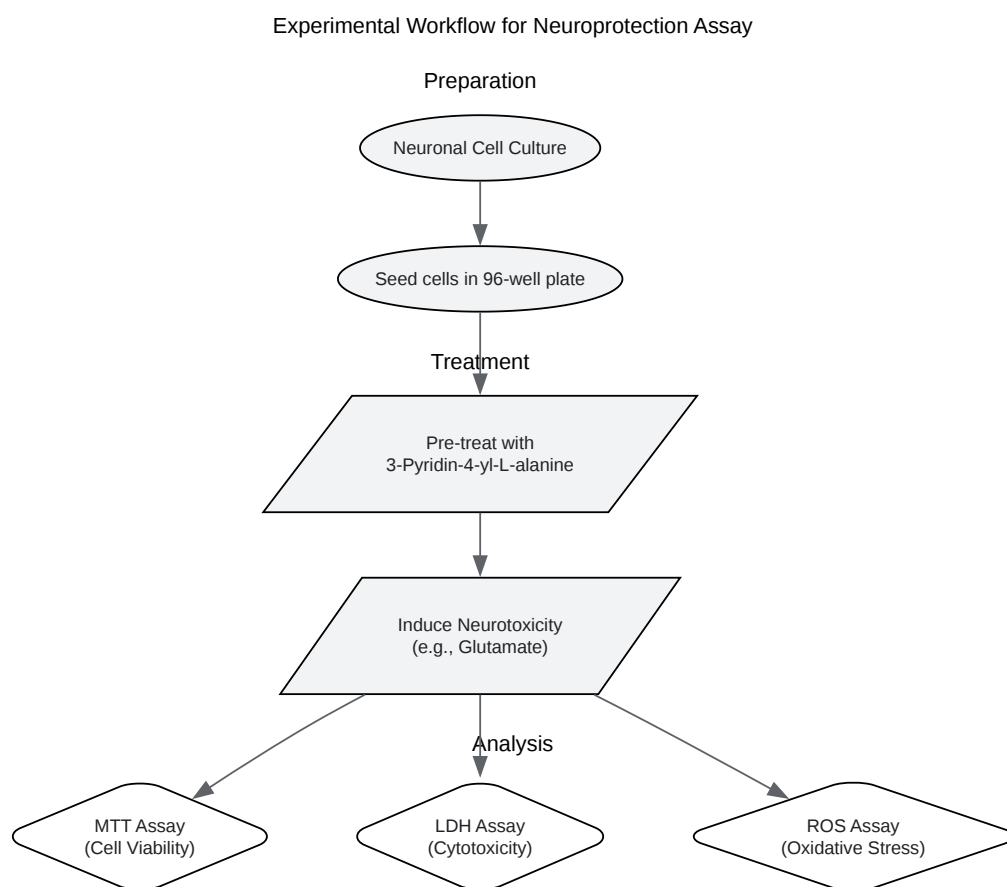 Experimental Workflow for Neuroprotection Assay
Preparation
Neuronal Cell Culture
Seed cells in 96-well plate
Treatment
Pre-treat with
3-Pyridin-4-yl-L-alanine
Induce Neurotoxicity
(e.g., Glutamate)
Analysis
MTT Assay
(Cell Viability)
LDH Assay
(Cytotoxicity)
ROS Assay
(Oxidative Stress)